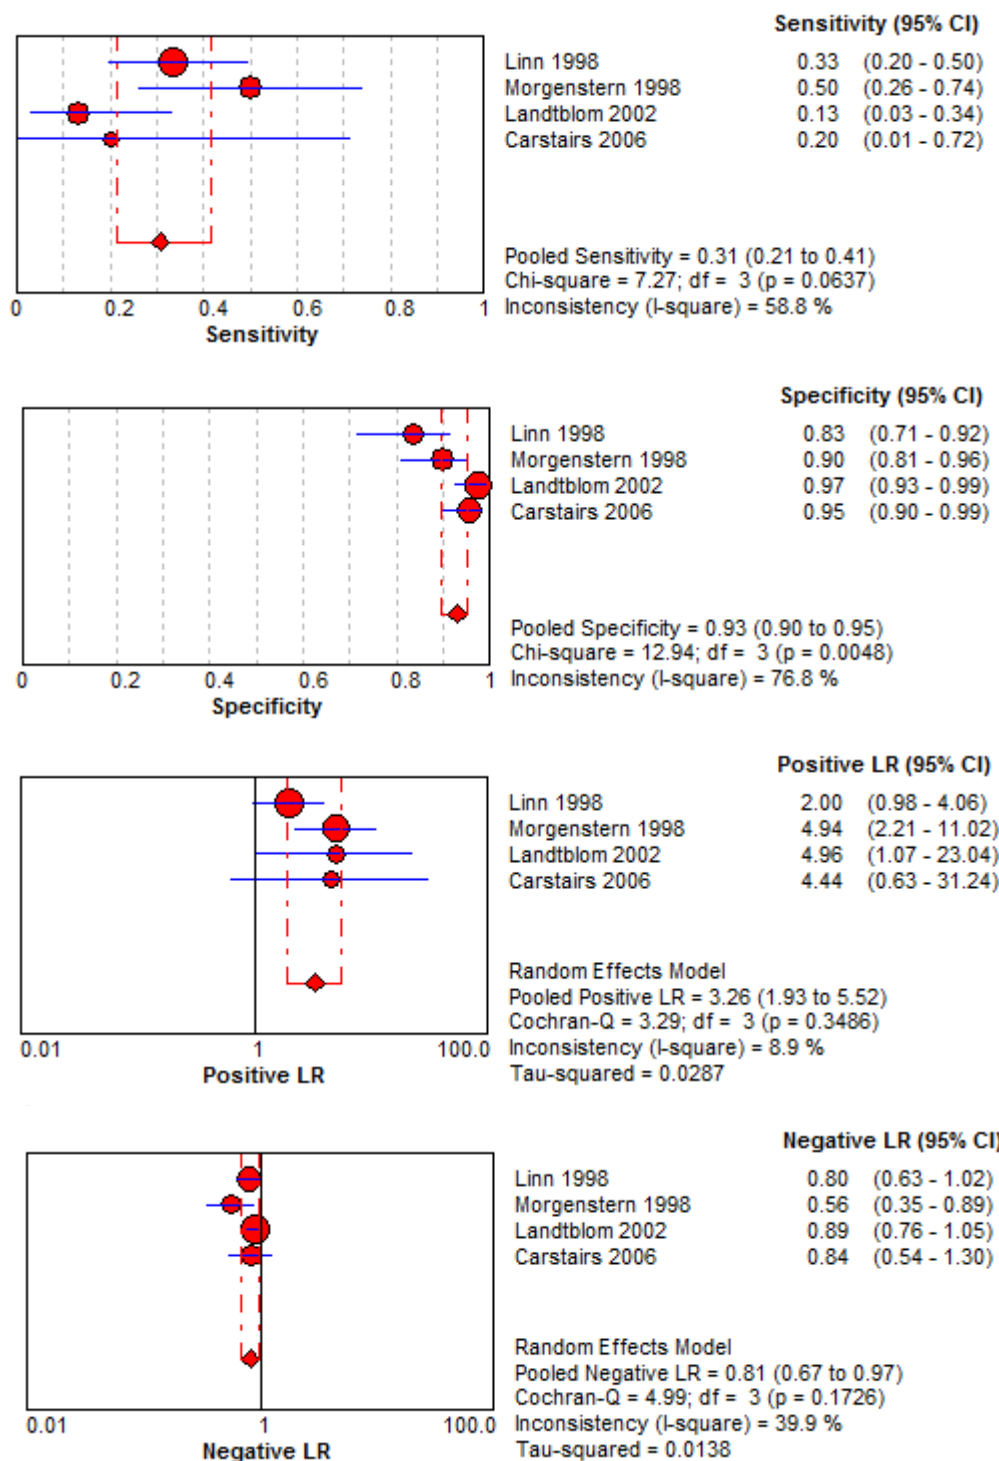 Sensitivity (95% CI)
Linn 1998 0.33 (0.20 - 0.50)
Morgenstern 1998 0.50 (0.26 - 0.74)
Landtblom 2002 0.13 (0.03 - 0.34)
Carstairs 2006 0.20 (0.01 - 0.72)
Pooled Sensitivity = 0.31 (0.21 to 0.41)
Chi-square = 7.27; df = 3 (p = 0.0637)
Inconsistency (I-square) = 58.8 %
0 0.2 0.4 0.6 0.8 1
Sensitivity
Specificity (95% CI)
Linn 1998 0.83 (0.71 - 0.92)
Morgenstern 1998 0.90 (0.81 - 0.96)
Landtblom 2002 0.97 (0.93 - 0.99)
Carstairs 2006 0.95 (0.90 - 0.99)
Pooled Specificity = 0.93 (0.90 to 0.95)
Chi-square = 12.94; df = 3 (p = 0.0048)
Inconsistency (I-square) = 76.8 %
0 0.2 0.4 0.6 0.8 1
Specificity
Positive LR (95% CI)
Linn 1998 2.00 (0.98 - 4.06)
Morgenstern 1998 4.94 (2.21 - 11.02)
Landtblom 2002 4.96 (1.07 - 23.04)
Carstairs 2006 4.44 (0.63 - 31.24)
Random Effects Model
Pooled Positive LR = 3.26 (1.93 to 5.52)
Cochran-Q = 3.29; df = 3 (p = 0.3486)
Inconsistency (I-square) = 8.9 %
Tau-squared = 0.0287
0.01 1 100.0
Positive LR
Negative LR (95% CI)
Linn 1998 0.80 (0.63 - 1.02)
Morgenstern 1998 0.56 (0.35 - 0.89)
Landtblom 2002 0.89 (0.76 - 1.05)
Carstairs 2006 0.84 (0.54 - 1.30)
Random Effects Model
Pooled Negative LR = 0.81 (0.67 to 0.97)
Cochran-Q = 4.99; df = 3 (p = 0.1726)
Inconsistency (I-square) = 39.9 %
Tau-squared = 0.0138
0.01 1 100.0
Negative LR